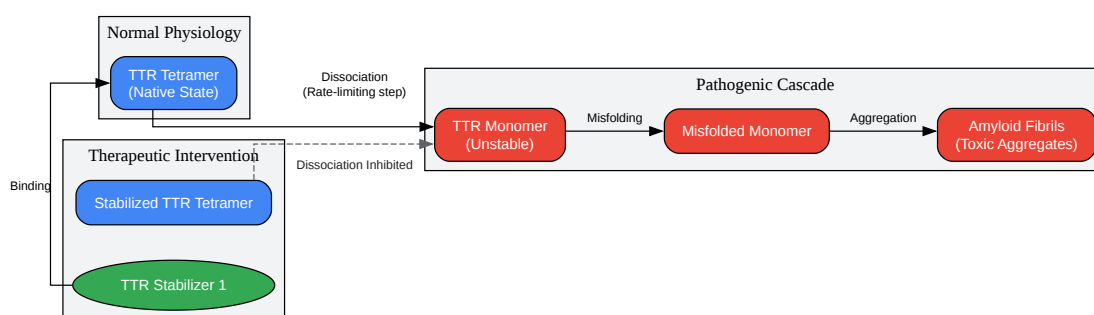 Normal Physiology
TTR Tetramer
(Native State)
Dissociation
(Rate-limiting step)
Pathogenic Cascade
TTR Monomer
(Unstable)
Misfolding
Misfolded Monomer
Aggregation
Amyloid Fibrils
(Toxic Aggregates)
Therapeutic Intervention
Dissociation Inhibited
Binding
Stabilized TTR Tetramer
TTR Stabilizer 1